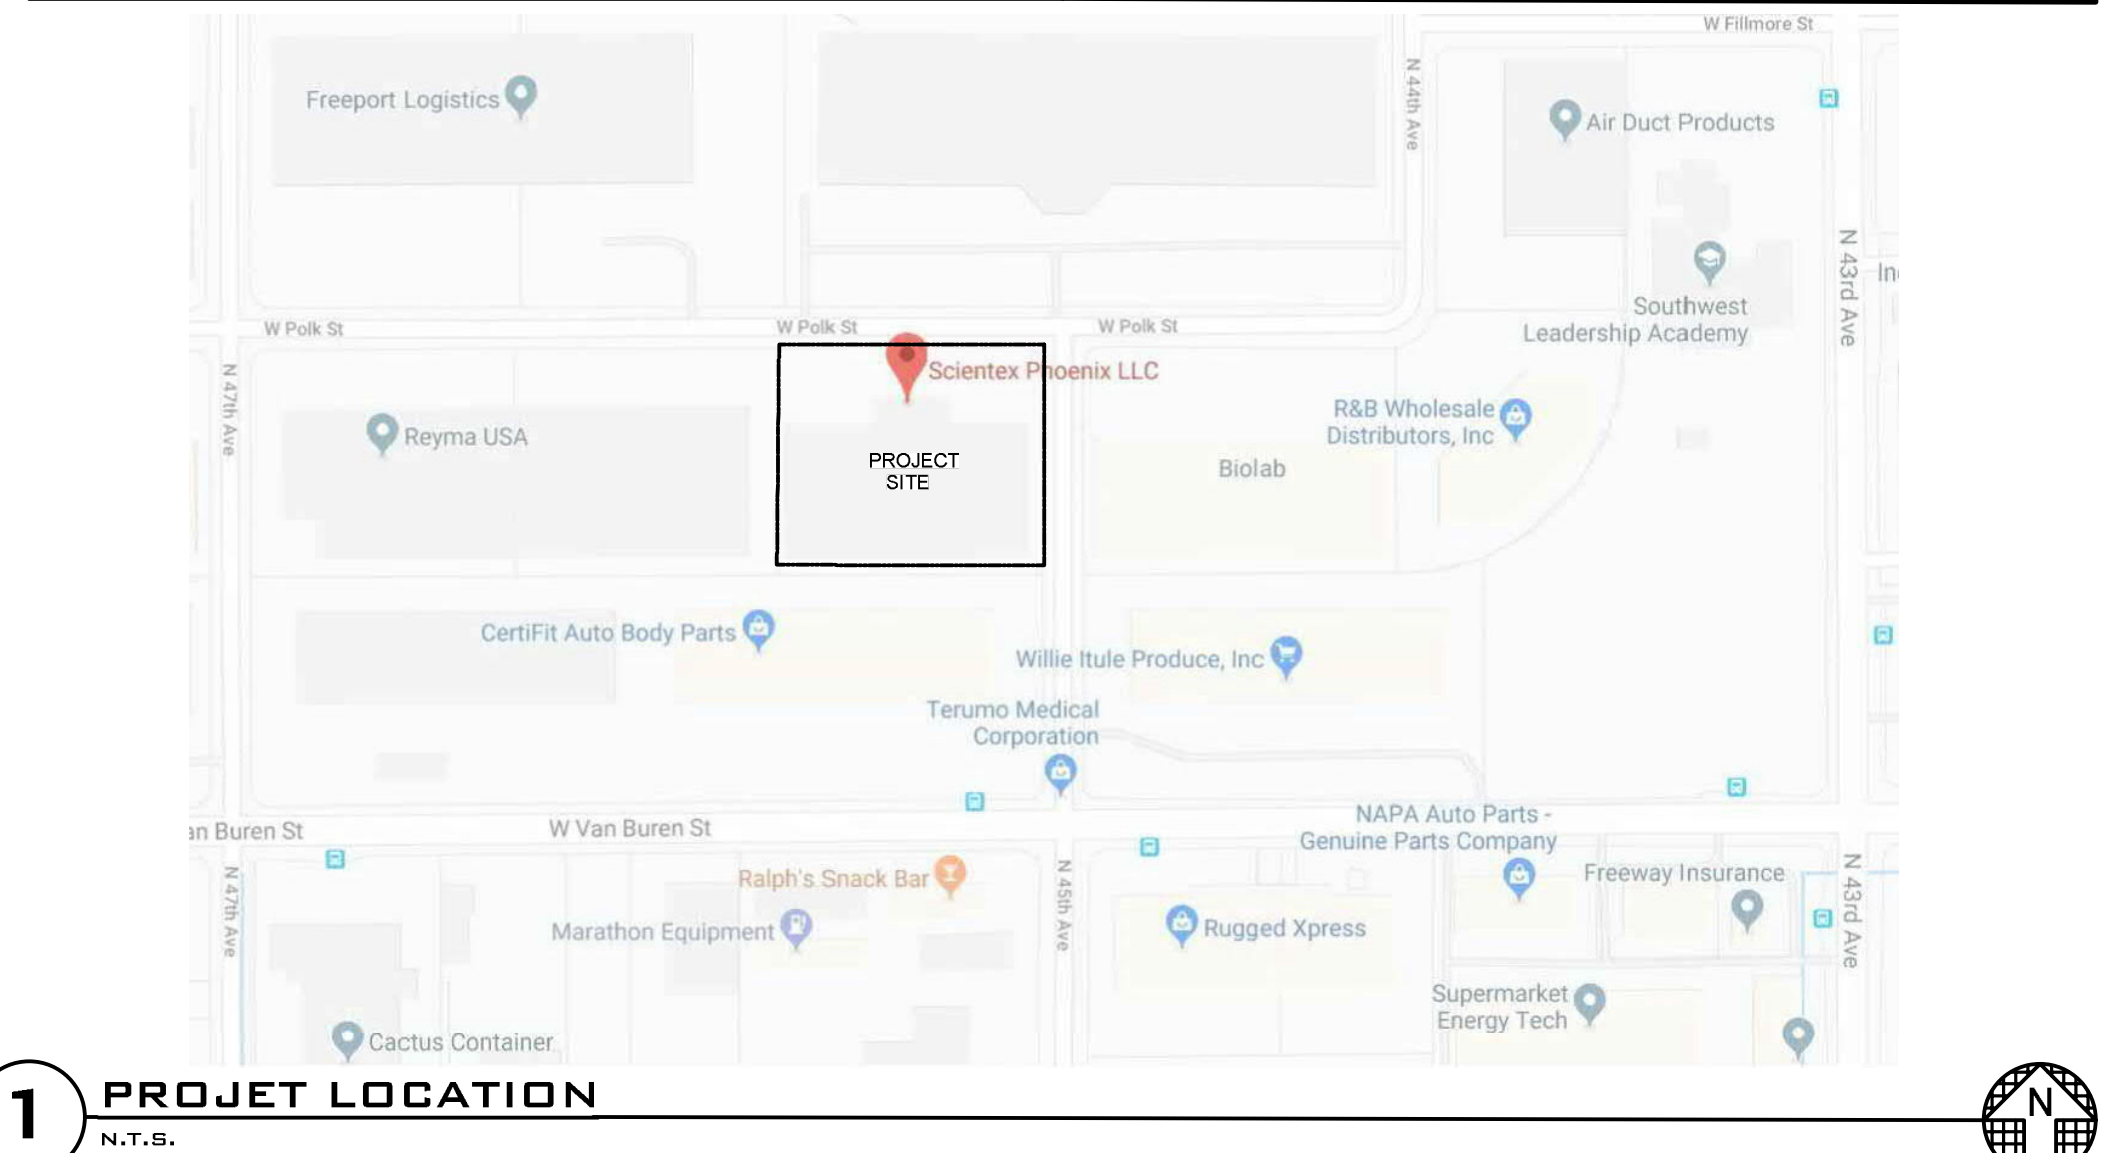 W Fillmore St
Freeport Logistics
N 44th Ave
Air Duct Products
N 43rd Ave
In
Southwest
Leadership Academy
W Polk St
W Polk St
W Polk St
N 47th Ave
Scientex Phoenix LLC
Reyma USA
R&B Wholesale
Distributors, Inc
PROJECT
SITE
Biolab
CertiFit Auto Body Parts
Willie Itule Produce, Inc
Terumo Medical
Corporation
an Buren St
W Van Buren St
NAPA Auto Parts -
Genuine Parts Company
N 47th Ave
Ralph's Snack Bar
N 45th Ave
Freeway Insurance
N 43rd Ave
Marathon Equipment
Rugged Xpress
Supermarket
Energy Tech
Cactus Container
1
PROJET LOCATION
N.T.S.
N